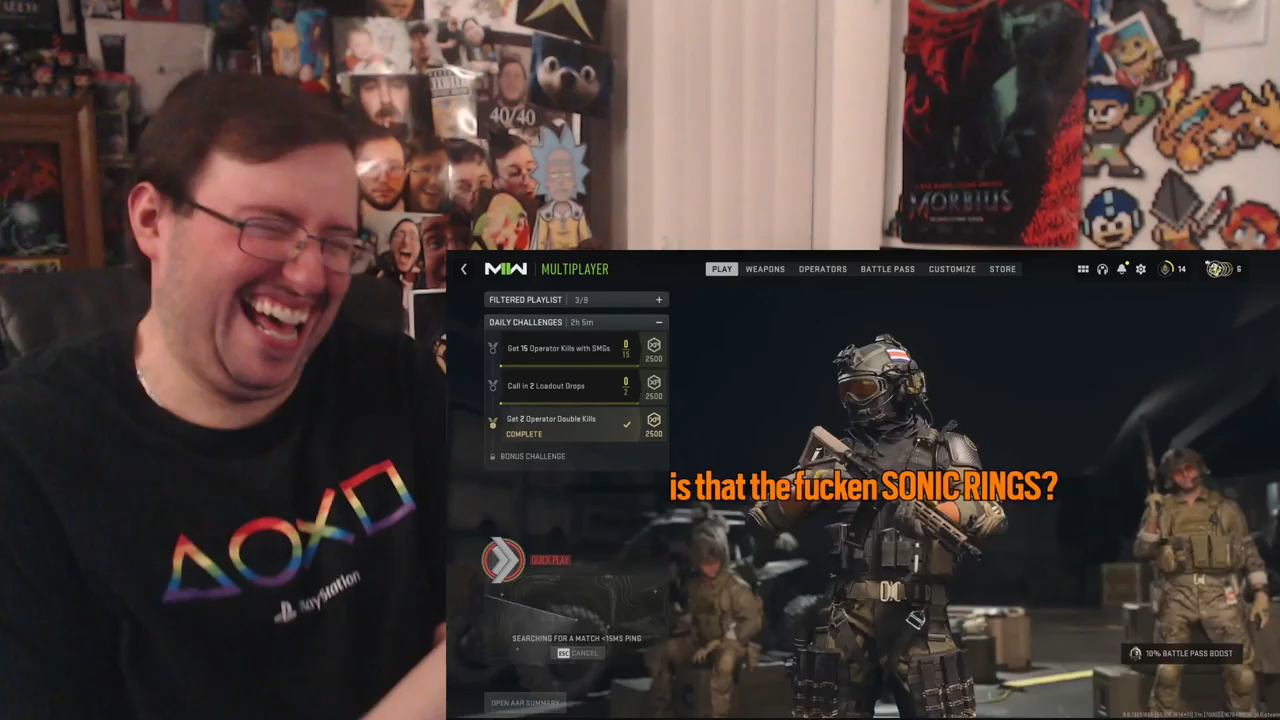 40/40
MORBIUS
PlayStation
MW MULTIPLAYER
PLAY WEAPONS OPERATORS BATTLE PASS CUSTOMIZE STORE
14
6
FILTERED PLAYLIST 3/9
DAILY CHALLENGES 2h 5m
Get 15 Operator Kills with SMGs 0 15 XP 2500
Call in 2 Loadout Drops 0 2 XP 2500
Get 2 Operator Double Kills
COMPLETE
XP 2500
BONUS CHALLENGE
is that the fucken SONIC RINGS?
QUICK PLAY
SEARCHING FOR A MATCH <15MS PING
ESC CANCEL
10% BATTLE PASS BOOST
OPEN AAR SUMMARY